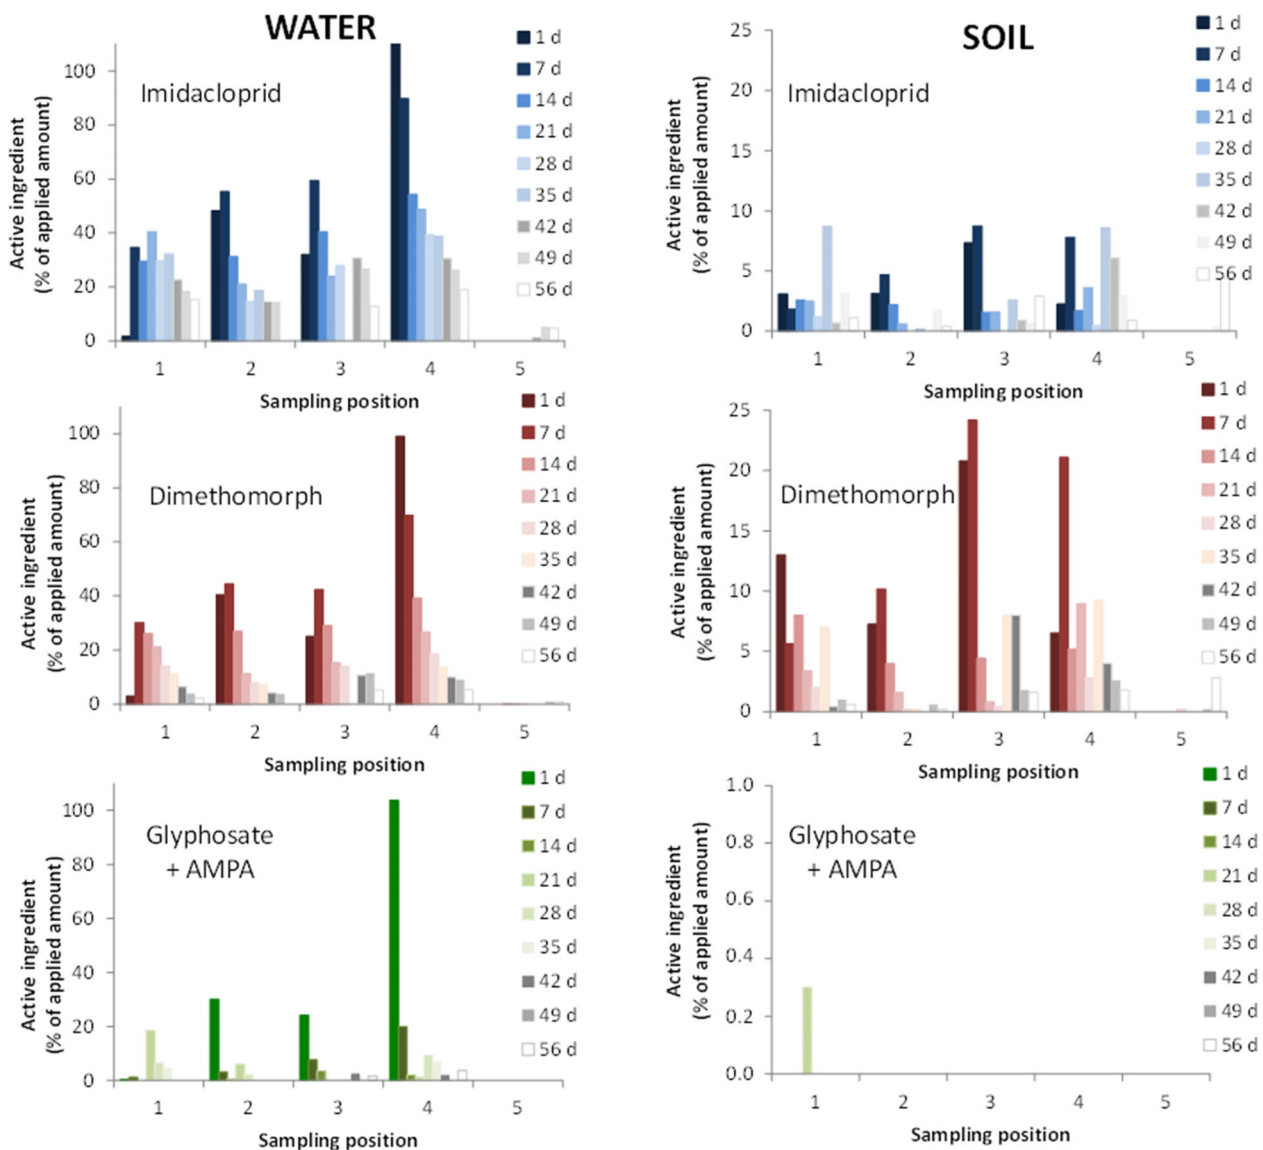 WATER
Active ingredient
(% of applied amount)
100
80
60
40
20
0
Imidacloprid
1 d
7 d
14 d
21 d
28 d
35 d
42 d
49 d
56 d
1 2 3 4 5
Sampling position
SOIL
Active ingredient
(% of applied amount)
25
20
15
10
5
0
Imidacloprid
1 d
7 d
14 d
21 d
28 d
35 d
42 d
49 d
56 d
1 2 3 4 5
Sampling position
Active ingredient
(% of applied amount)
100
80
60
40
20
0
Dimethomorph
1 d
7 d
14 d
21 d
28 d
35 d
42 d
49 d
56 d
1 2 3 4 5
Sampling position
Active ingredient
(% of applied amount)
25
20
15
10
5
0
Dimethomorph
1 d
7 d
14 d
21 d
28 d
35 d
42 d
49 d
56 d
1 2 3 4 5
Sampling position
Active ingredient
(% of applied amount)
100
80
60
40
20
0
Glyphosate
+ AMPA
1 d
7 d
14 d
21 d
28 d
35 d
42 d
49 d
56 d
1 2 3 4 5
Sampling position
Active ingredient
(% of applied amount)
1.0
0.8
0.6
0.4
0.2
0.0
Glyphosate
+ AMPA
1 d
7 d
14 d
21 d
28 d
35 d
42 d
49 d
56 d
1 2 3 4 5
Sampling position